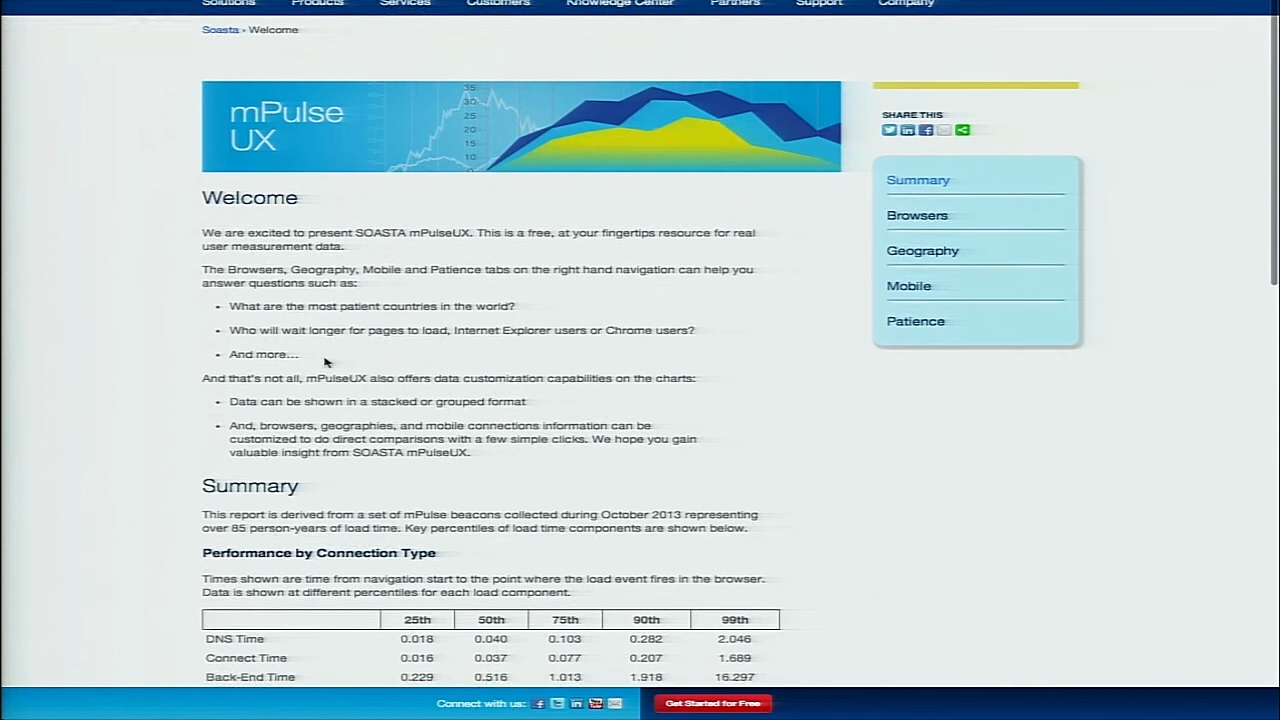 Solutions Products Services Customers Knowledge Center Partners Support Company
Soasta › Welcome
mPulse
UX
35
30
25
20
15
10
SHARE THIS
Summary
Browsers
Geography
Mobile
Patience
Welcome
We are excited to present SOASTA mPulseUX. This is a free, at your fingertips resource for real
user measurement data.
The Browsers, Geography, Mobile and Patience tabs on the right hand navigation can help you
answer questions such as:
• What are the most patient countries in the world?
• Who will wait longer for pages to load, Internet Explorer users or Chrome users?
• And more...
And that's not all, mPulseUX also offers data customization capabilities on the charts:
• Data can be shown in a stacked or grouped format
• And, browsers, geographies, and mobile connections information can be
customized to do direct comparisons with a few simple clicks. We hope you gain
valuable insight from SOASTA mPulseUX.
Summary
This report is derived from a set of mPulse beacons collected during October 2013 representing
over 85 person-years of load time. Key percentiles of load time components are shown below.
Performance by Connection Type
Times shown are time from navigation start to the point where the load event fires in the browser.
Data is shown at different percentiles for each load component.
25th 50th 75th 90th 99th
DNS Time 0.018 0.040 0.103 0.282 2.046
Connect Time 0.016 0.037 0.077 0.207 1.689
Back-End Time 0.229 0.516 1.013 1.918 16.297
Connect with us:
Get Started for Free